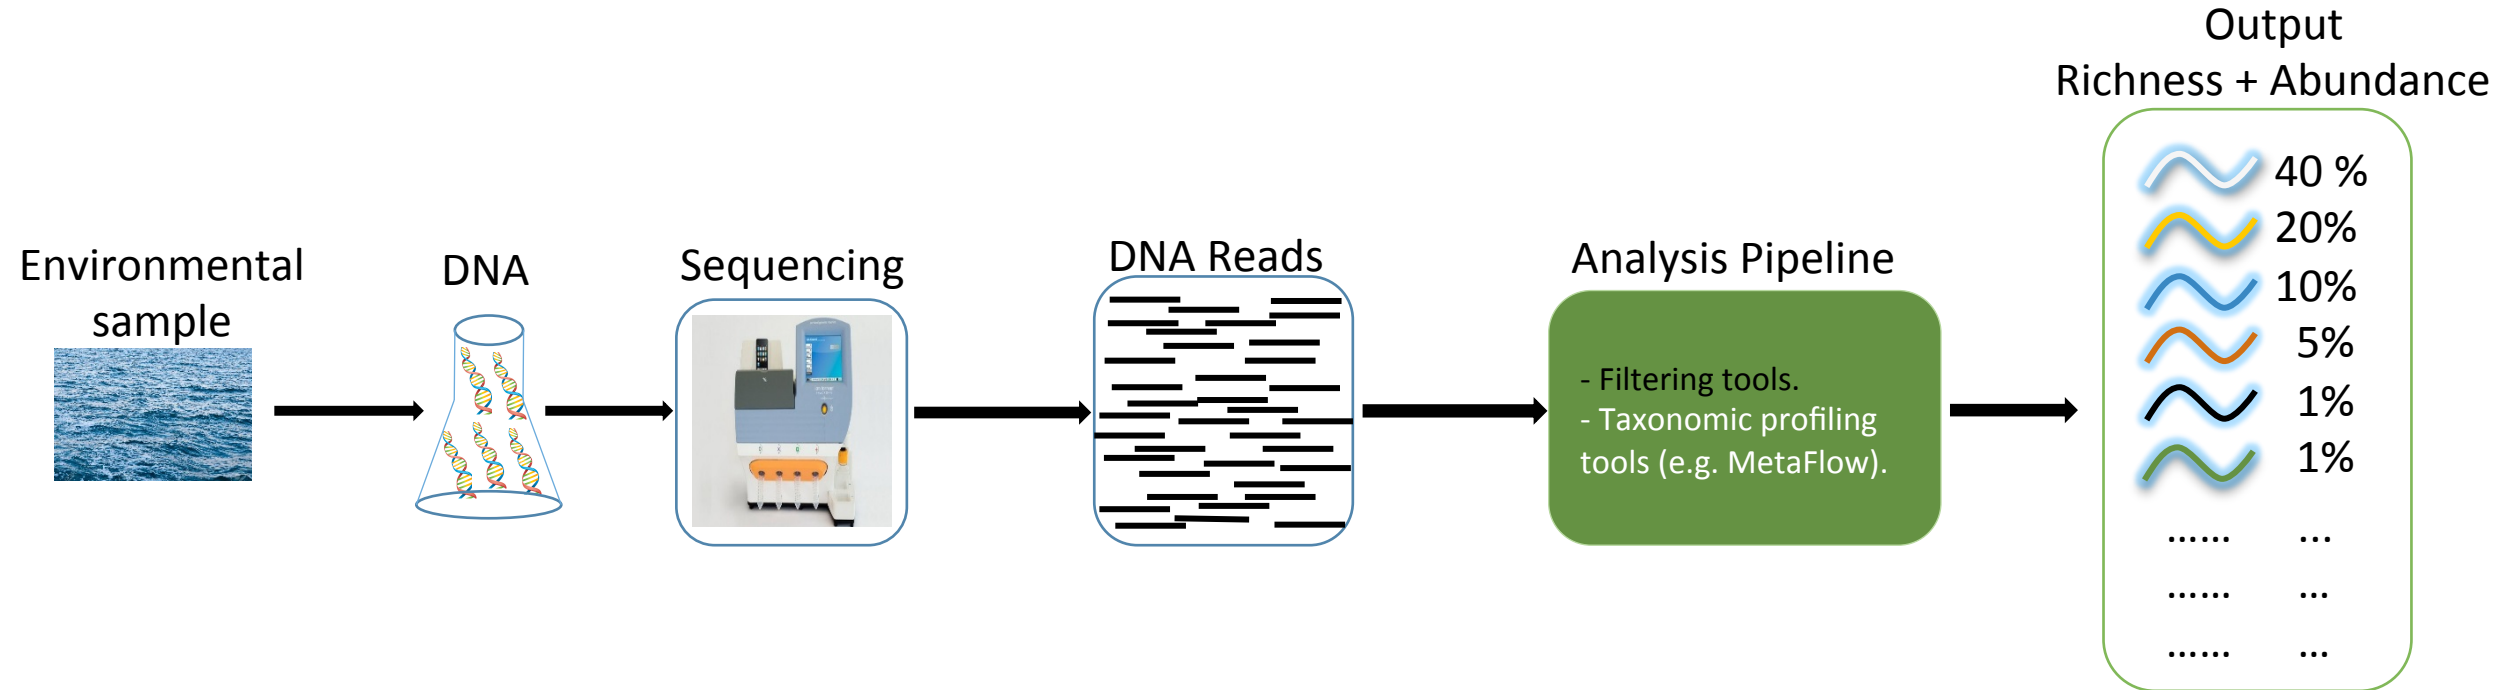 Environmental
sample
DNA
Sequencing
DNA Reads
Analysis Pipeline
- Filtering tools.
- Taxonomic profiling
tools (e.g. MetaFlow).
Output
Richness + Abundance
40 %
20%
10%
5%
1%
1%
...... ...
...... ...
...... ...